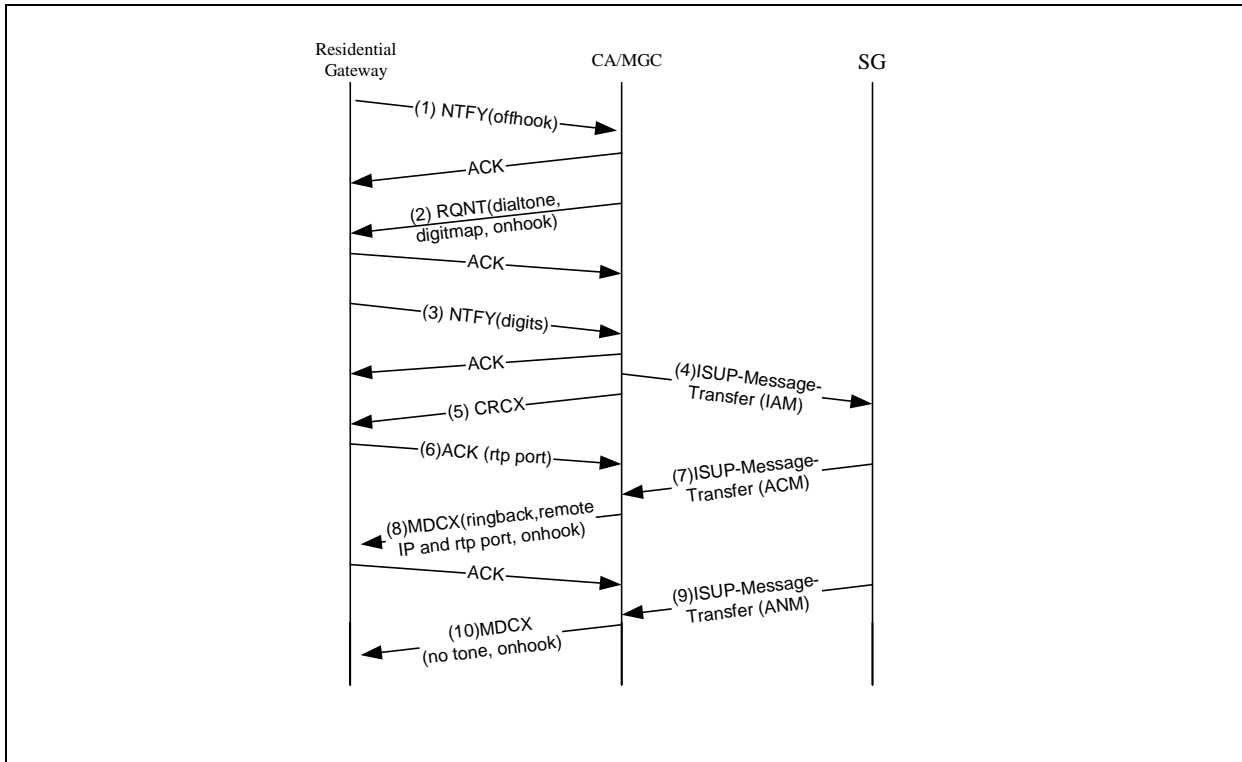 Residential
Gateway
CA/MGC
SG
(1) NTFY(offhook)
ACK
(2) RQNT(dialtone,
digitmap, onhook)
ACK
(3) NTFY(digits)
ACK
(4)ISUP-Message-
Transfer (IAM)
(5) CRCX
(6)ACK (rtp port)
(7)ISUP-Message-
Transfer (ACM)
(8)MDCX(ringback,remote
IP and rtp port, onhook)
ACK
(9)ISUP-Message-
Transfer (ANM)
(10)MDCX
(no tone, onhook)